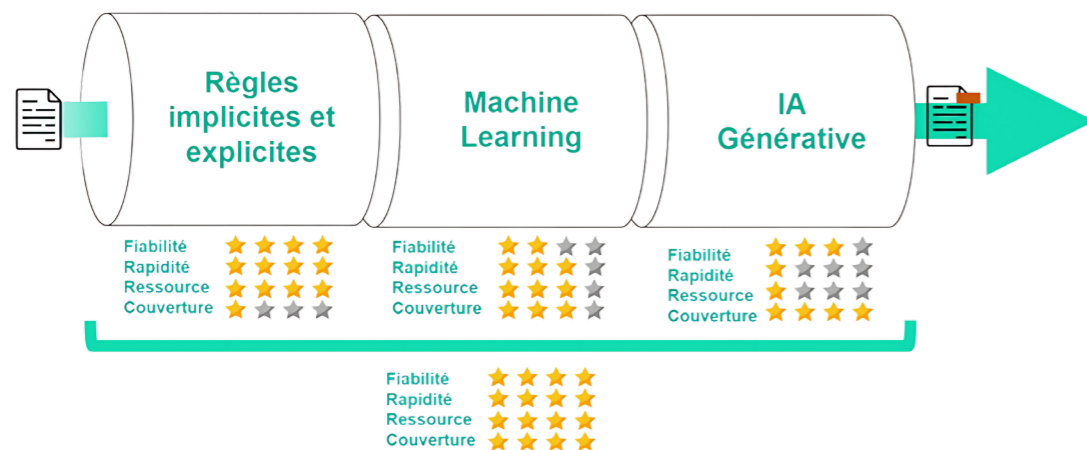 Règles
implicites et
explicites
Machine
Learning
IA
Générative
Fiabilité
Rapidité
Ressource
Couverture
Fiabilité
Rapidité
Ressource
Couverture
Fiabilité
Rapidité
Ressource
Couverture
Fiabilité
Rapidité
Ressource
Couverture